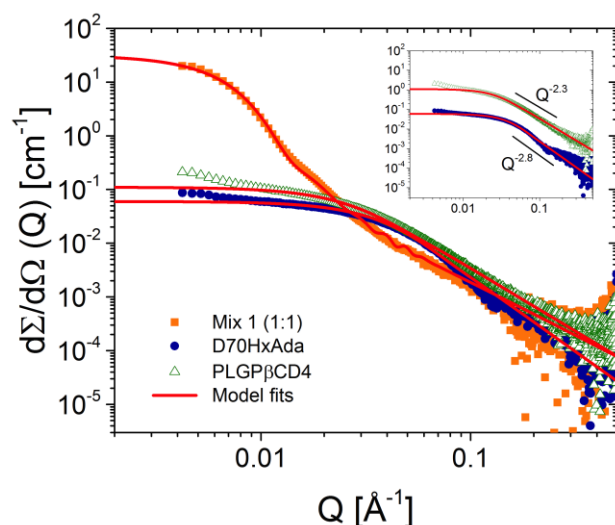 10²
10¹
10⁰
10⁻¹
10⁻²
10⁻³
10⁻⁴
10⁻⁵
dΣ/dΩ (Q) [cm⁻¹]
0.01
0.1
Q [Å⁻¹]
Mix 1 (1:1)
D70HxAda
PLGPβCD4
Model fits
10²
10¹
10⁰
10⁻¹
10⁻²
10⁻³
10⁻⁴
10⁻⁵
0.01
0.1
Q⁻²·³
Q⁻²·⁸